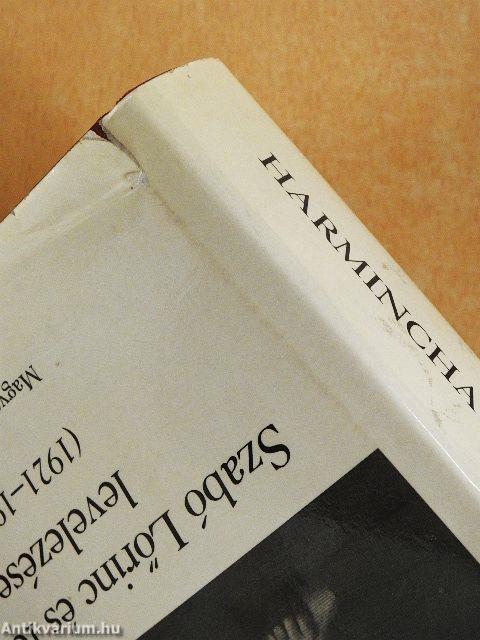 HARMINCHA
Szabó Lőrinc és
levelezése
(1921–19
Magy
Antikvarium.hu